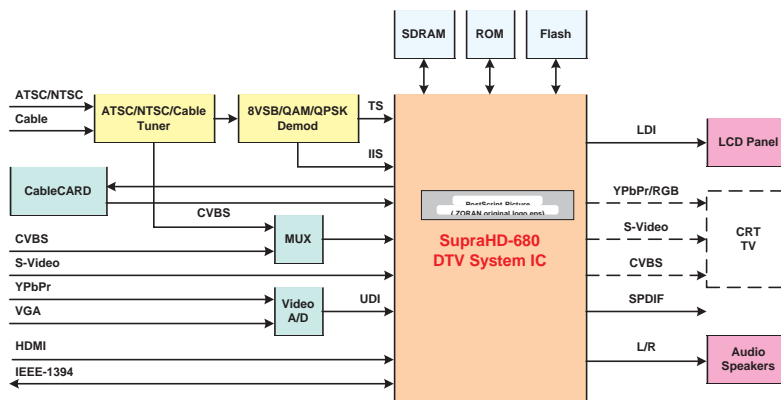 SDRAM
ROM
Flash
ATSC/NTSC
Cable
ATSC/NTSC/Cable
Tuner
8VSB/QAM/QPSK
Demod
TS
IIS
LDI
LCD Panel
CableCARD
CVBS
MUX
CVBS
S-Video
YPbPr
VGA
Video
A/D
UDI
HDMI
IEEE-1394
PostScript Picture
( ZORAN original logo.eps)
SupraHD-680
DTV System IC
YPbPr/RGB
S-Video
CVBS
CRT
TV
SPDIF
L/R
Audio
Speakers